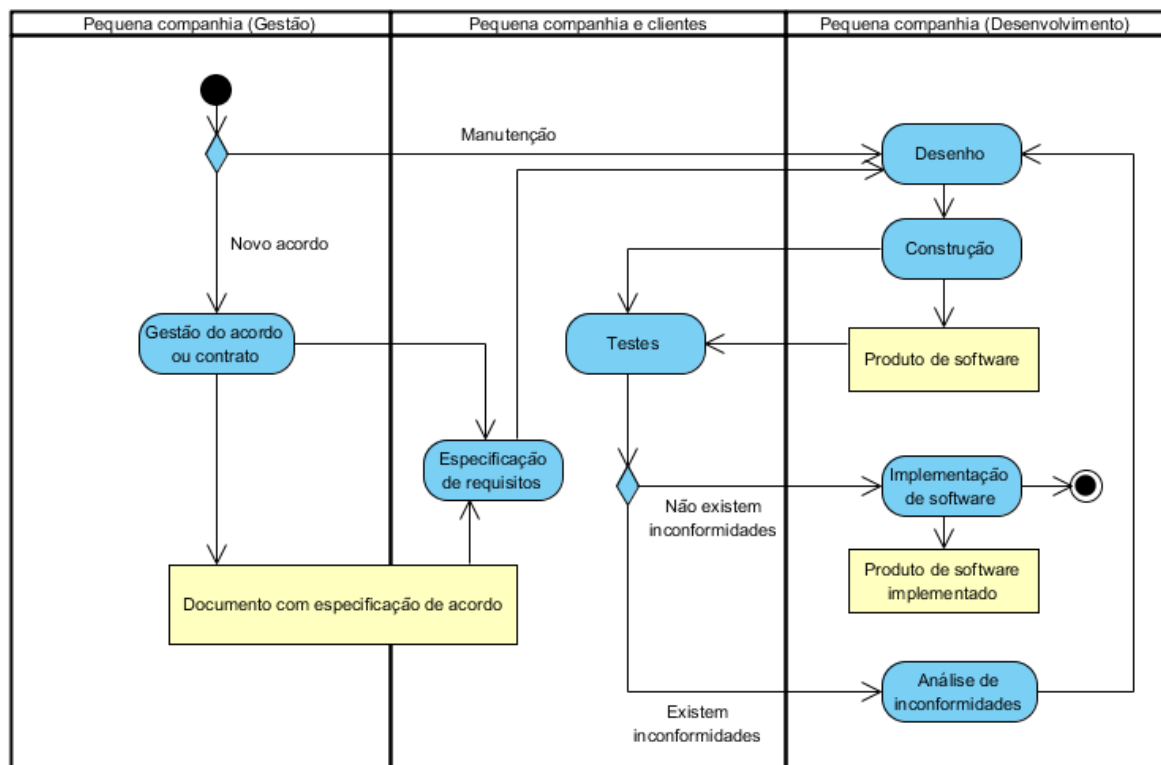 Pequena companhia (Gestão)
Pequena companhia e clientes
Pequena companhia (Desenvolvimento)
Manutenção
Desenho
Novo acordo
Construção
Gestão do acordo
ou contrato
Testes
Produto de software
Especificação
de requisitos
Não existem
inconformidades
Implementação
de software
Produto de software
implementado
Documento com especificação de acordo
Existem
inconformidades
Análise de
inconformidades